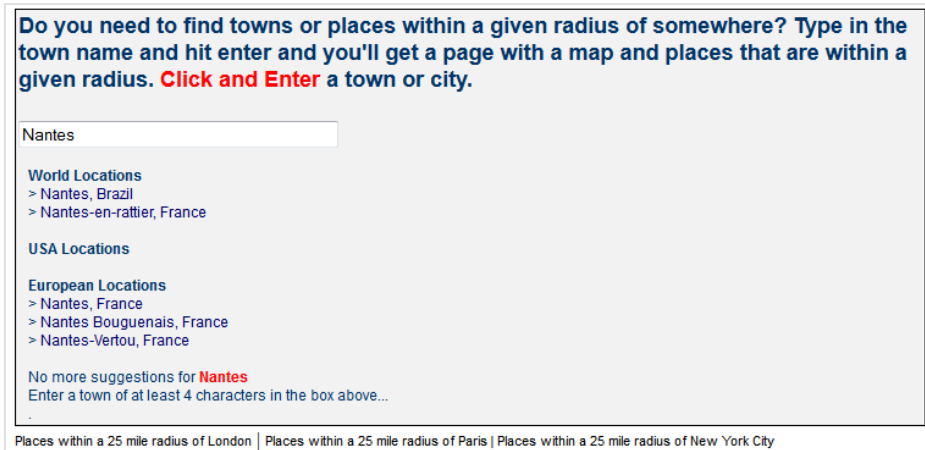 Do you need to find towns or places within a given radius of somewhere? Type in the
town name and hit enter and you'll get a page with a map and places that are within a
given radius. Click and Enter a town or city.
Nantes
World Locations
> Nantes, Brazil
> Nantes-en-rattier, France
USA Locations
European Locations
> Nantes, France
> Nantes Bouguenais, France
> Nantes-Vertou, France
No more suggestions for Nantes
Enter a town of at least 4 characters in the box above...
.
Places within a 25 mile radius of London | Places within a 25 mile radius of Paris | Places within a 25 mile radius of New York City